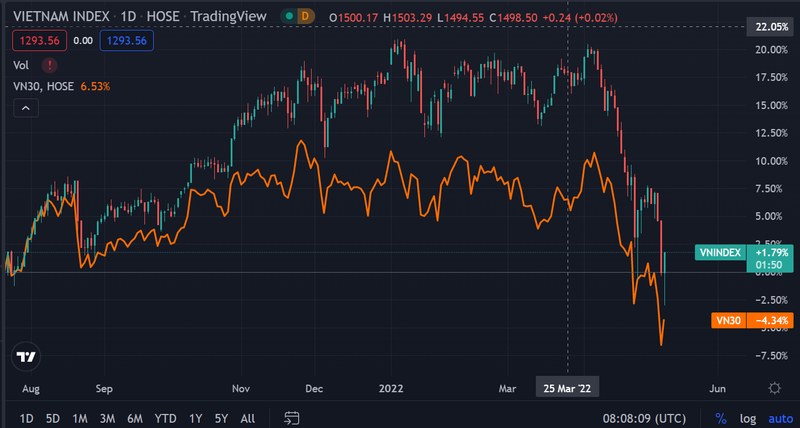 VIETNAM INDEX · 1D · HOSE · TradingView D O1500.17 H1503.29 L1494.55 C1498.50 +0.24 (+0.02%)
1293.56 0.00 1293.56
Vol !
VN30, HOSE 6.53%
22.05%
20.00%
17.50%
15.00%
12.50%
10.00%
7.50%
5.00%
2.50%
VNINDEX +1.79%
01:50
-2.50%
VN30 −4.34%
-5.00%
-7.50%
Aug Sep Nov Dec 2022 Mar 25 Mar '22 Jun
1D 5D 1M 3M 6M YTD 1Y 5Y All 08:08:09 (UTC) % log auto